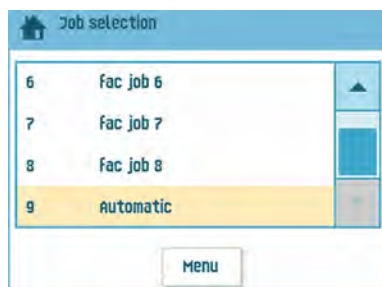 Job selection
6 fac job 6
7 fac job 7
8 fac job 8
9 Automatic
Menu